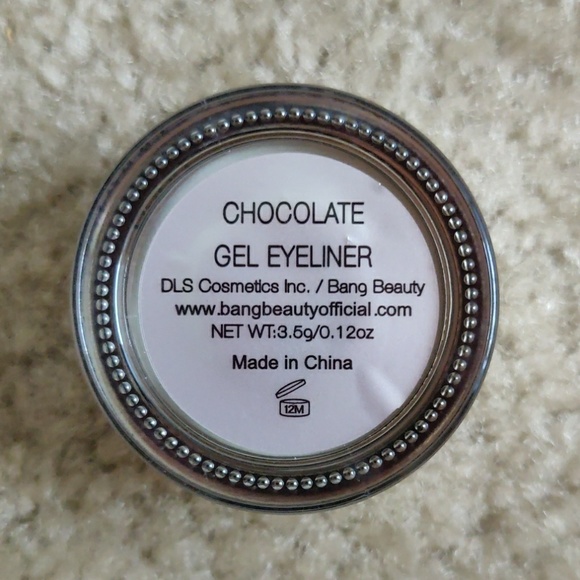 CHOCOLATE
GEL EYELINER
DLS Cosmetics Inc. / Bang Beauty
www.bangbeautyofficial.com
NET WT:3.5g/0.12oz
Made in China
12M